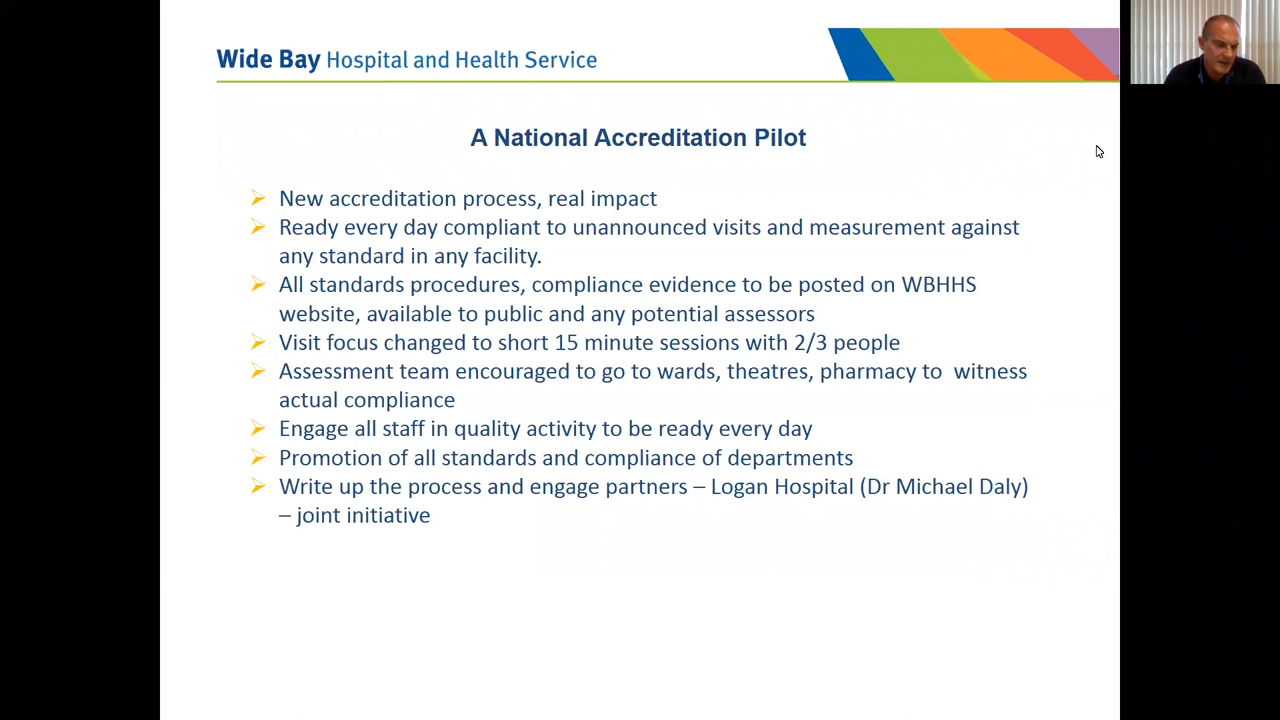 Wide Bay Hospital and Health Service
A National Accreditation Pilot
New accreditation process, real impact
Ready every day compliant to unannounced visits and measurement against
any standard in any facility.
All standards procedures, compliance evidence to be posted on WBHHS
website, available to public and any potential assessors
Visit focus changed to short 15 minute sessions with 2/3 people
Assessment team encouraged to go to wards, theatres, pharmacy to  witness
actual compliance
Engage all staff in quality activity to be ready every day
Promotion of all standards and compliance of departments
Write up the process and engage partners – Logan Hospital (Dr Michael Daly)
– joint initiative